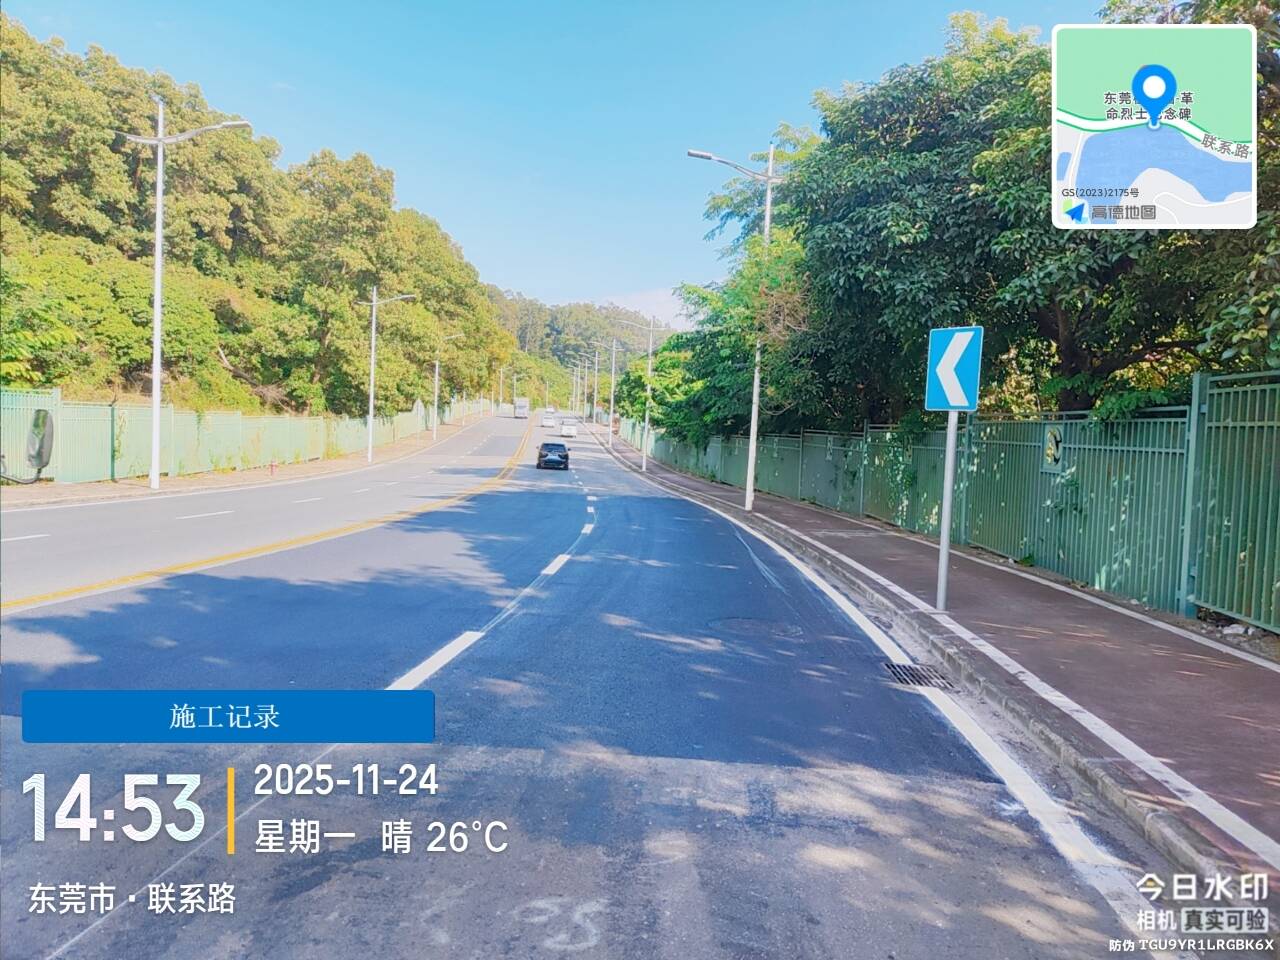 东莞
革
命烈士纪念碑
联系路
GS(2023)2175号
高德地图
施工记录
14:53
2025-11-24
星期一 晴 26°C
东莞市·联系路
今日水印
相机 真实可验
防伪 TGU9YR1LRGBK6X